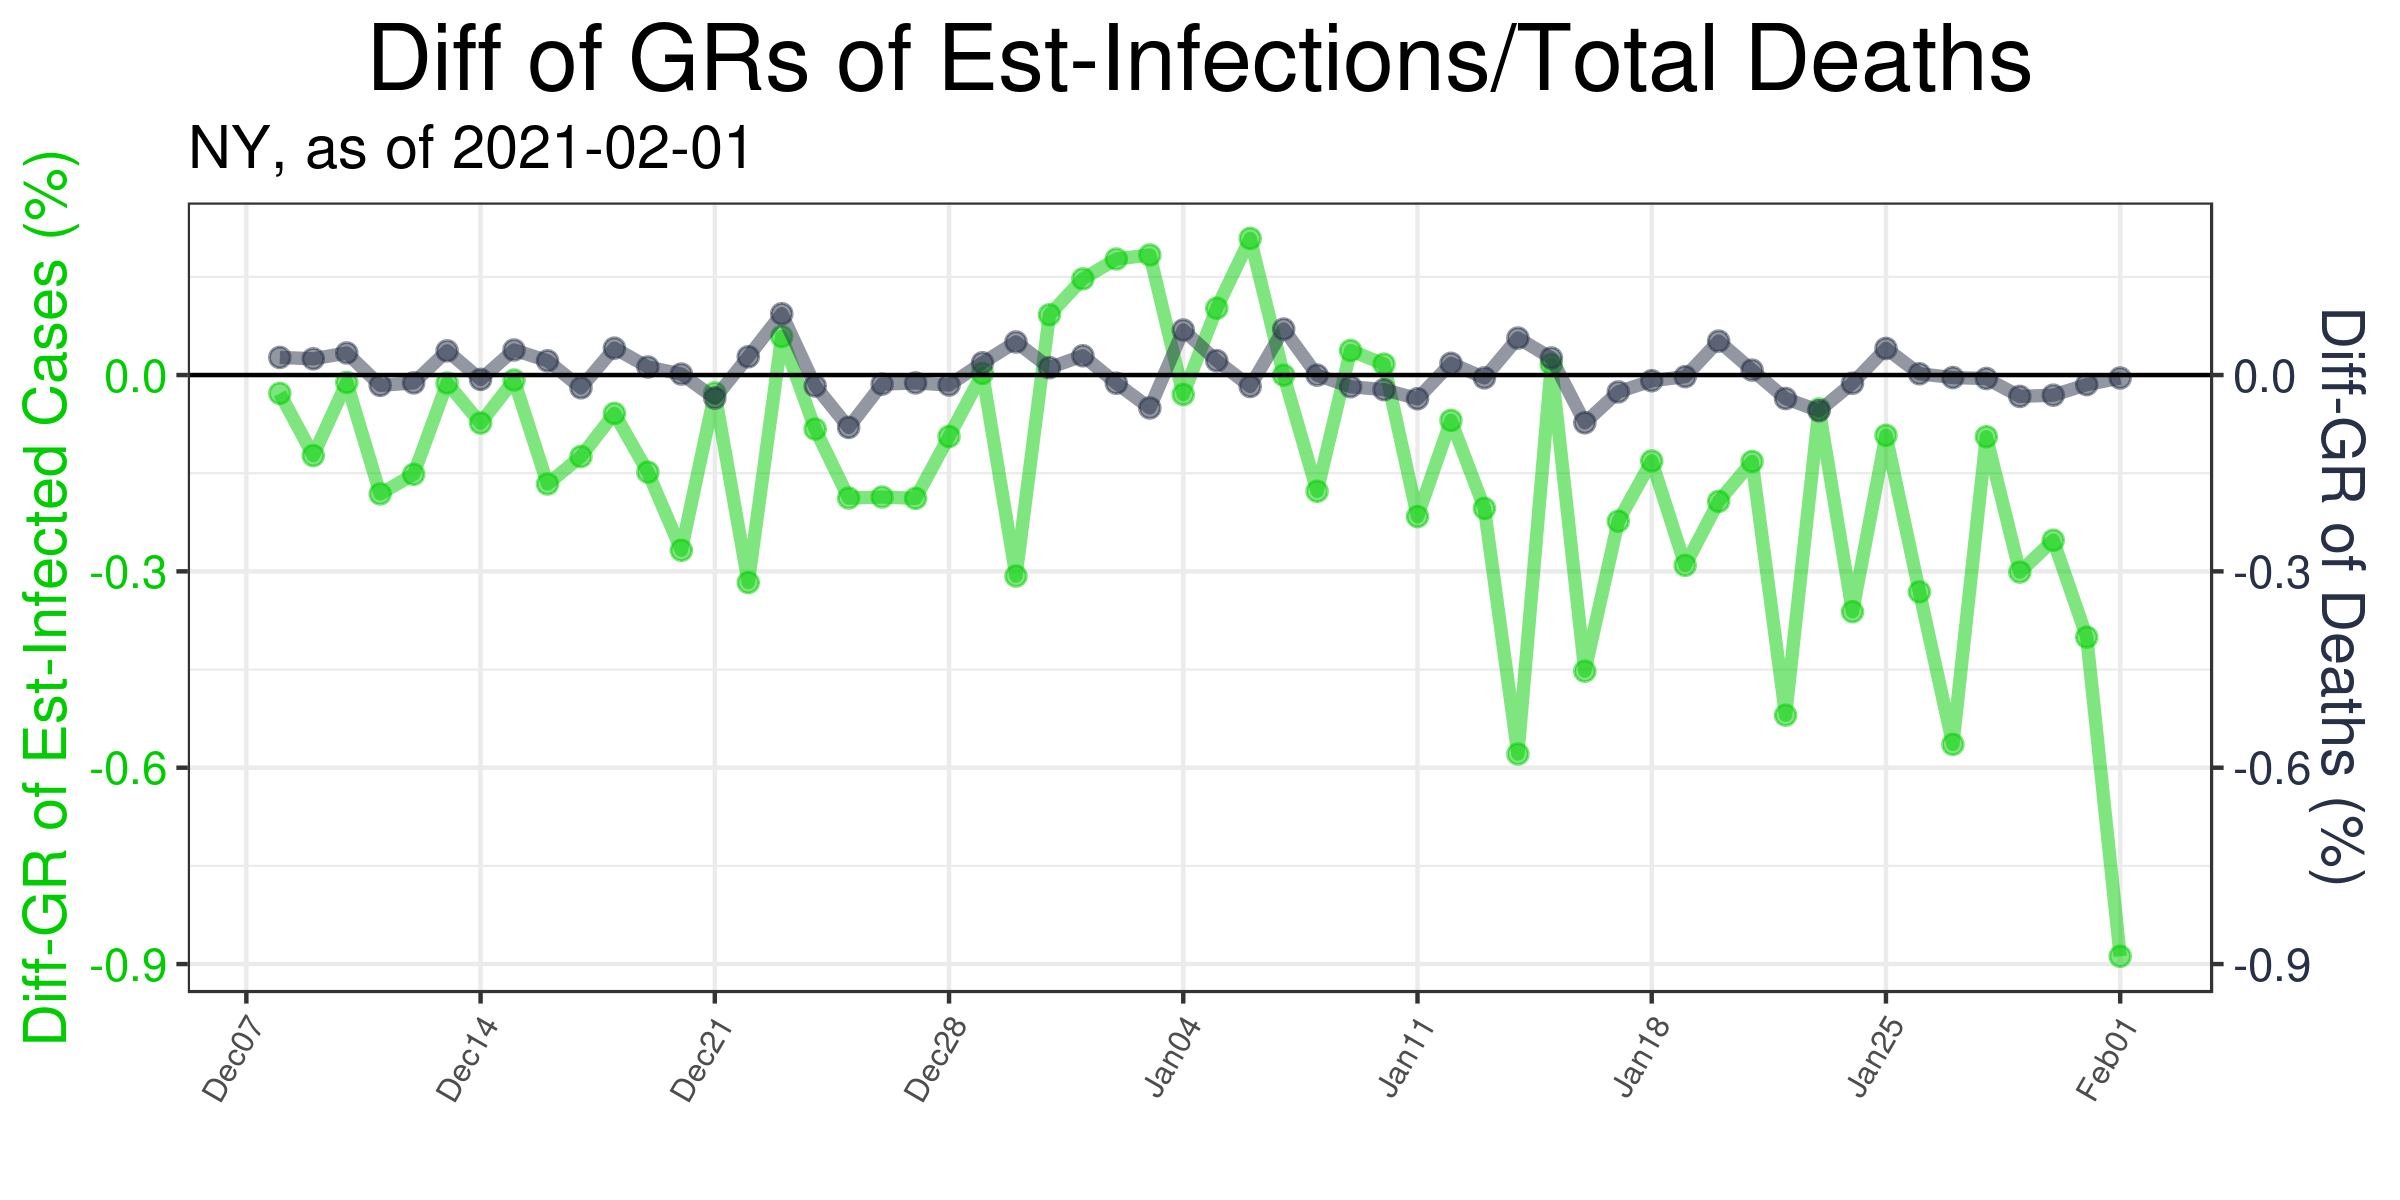 Diff of GRs of Est-Infections/Total Deaths
NY, as of 2021-02-01
Diff-GR of Est-Infected Cases (%)
0.0
-0.3
-0.6
-0.9
0.0
-0.3
-0.6
-0.9
Diff-GR of Deaths (%)
Dec07
Dec14
Dec21
Dec28
Jan04
Jan11
Jan18
Jan25
Feb01